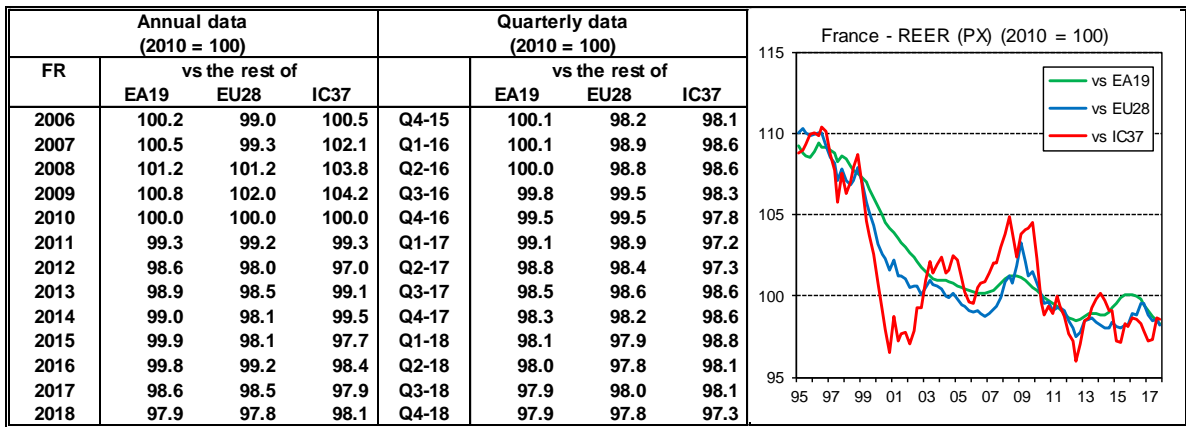 Annual data Quarterly data
(2010 = 100) (2010 = 100)
FR vs the rest of vs the rest of
EA19 EU28 IC37 EA19 EU28 IC37
2006 100.2 99.0 100.5 Q4-15 100.1 98.2 98.1
2007 100.5 99.3 102.1 Q1-16 100.1 98.9 98.6
2008 101.2 101.2 103.8 Q2-16 100.0 98.8 98.6
2009 100.8 102.0 104.2 Q3-16 99.8 99.5 98.3
2010 100.0 100.0 100.0 Q4-16 99.5 99.5 97.8
2011 99.3 99.2 99.3 Q1-17 99.1 98.9 97.2
2012 98.6 98.0 97.0 Q2-17 98.8 98.4 97.3
2013 98.9 98.5 99.1 Q3-17 98.5 98.6 98.6
2014 99.0 98.1 99.5 Q4-17 98.3 98.2 98.6
2015 99.9 98.1 97.7 Q1-18 98.1 97.9 98.8
2016 99.8 99.2 98.4 Q2-18 98.0 97.8 98.1
2017 98.6 98.5 97.9 Q3-18 97.9 98.0 98.1
2018 97.9 97.8 98.1 Q4-18 97.9 97.8 97.3
France - REER (PX) (2010 = 100)
115
vs EA19
vs EU28
vs IC37
110
105
100
95
95 97 99 01 03 05 07 09 11 13 15 17